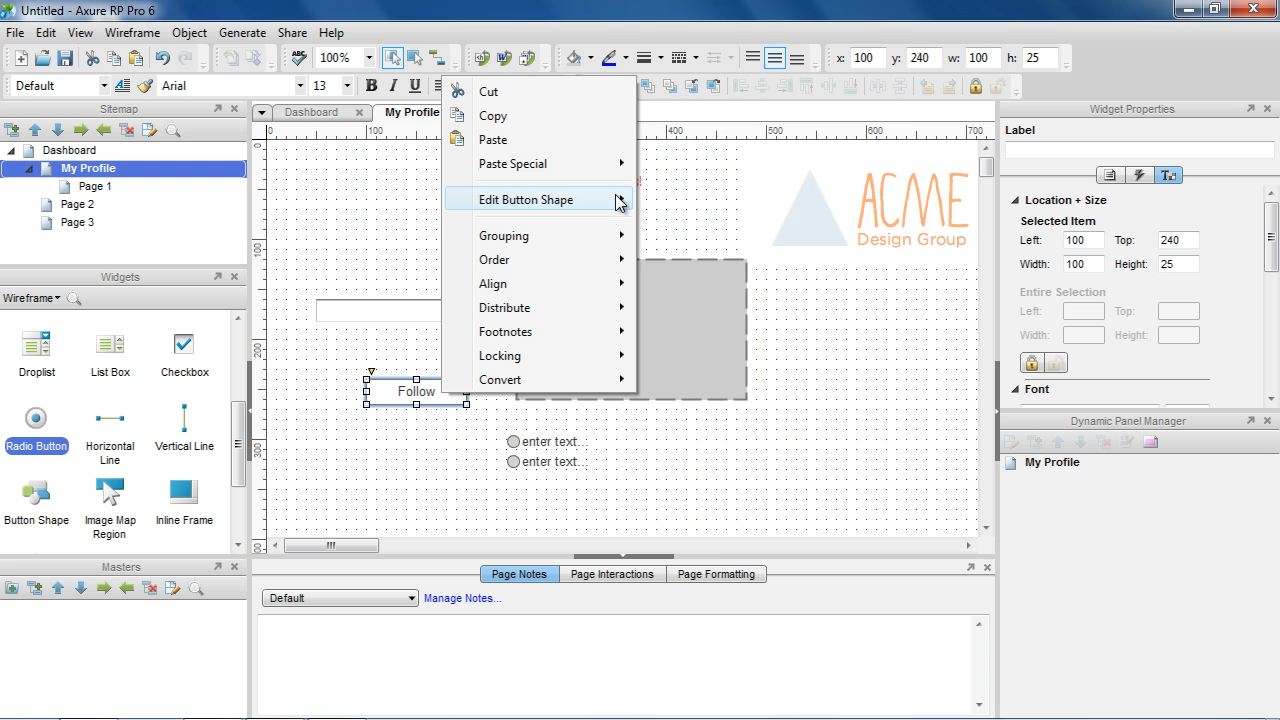 Untitled - Axure RP Pro 6
File Edit View Wireframe Object Generate Share Help
100% x: 100 y: 240 w: 100 h: 25
Default Arial 13 B I U
Sitemap
Dashboard
My Profile
Page 1
Page 2
Page 3
Widgets
Wireframe
Droplist List Box Checkbox
Radio Button Horizontal Line Vertical Line
Button Shape Image Map Region Inline Frame
Masters
Dashboard My Profile
0 100 400 500 600 700
0
100
200
300
Cut
Copy
Paste
Paste Special
Edit Button Shape
Grouping
Order
Align
Distribute
Footnotes
Locking
Convert
ACME
Design Group
Follow
enter text...
enter text...
Page Notes Page Interactions Page Formatting
Default Manage Notes...
Widget Properties
Label
Location + Size
Selected Item
Left: 100 Top: 240
Width: 100 Height: 25
Entire Selection
Left: Top:
Width: Height:
Font
Dynamic Panel Manager
My Profile